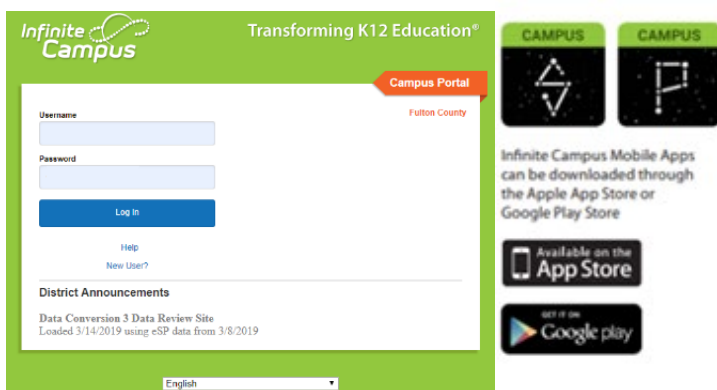 Infinite
Campus
Transforming K12 Education®
Campus Portal
Fulton County
Username
Password
Log In
Help
New User?
District Announcements
Data Conversion 3 Data Review Site
Loaded 3/14/2019 using eSP data from 3/8/2019
English
CAMPUS
S
CAMPUS
P
Infinite Campus Mobile Apps
can be downloaded through
the Apple App Store or
Google Play Store
Available on the
App Store
GET IT ON
Google play